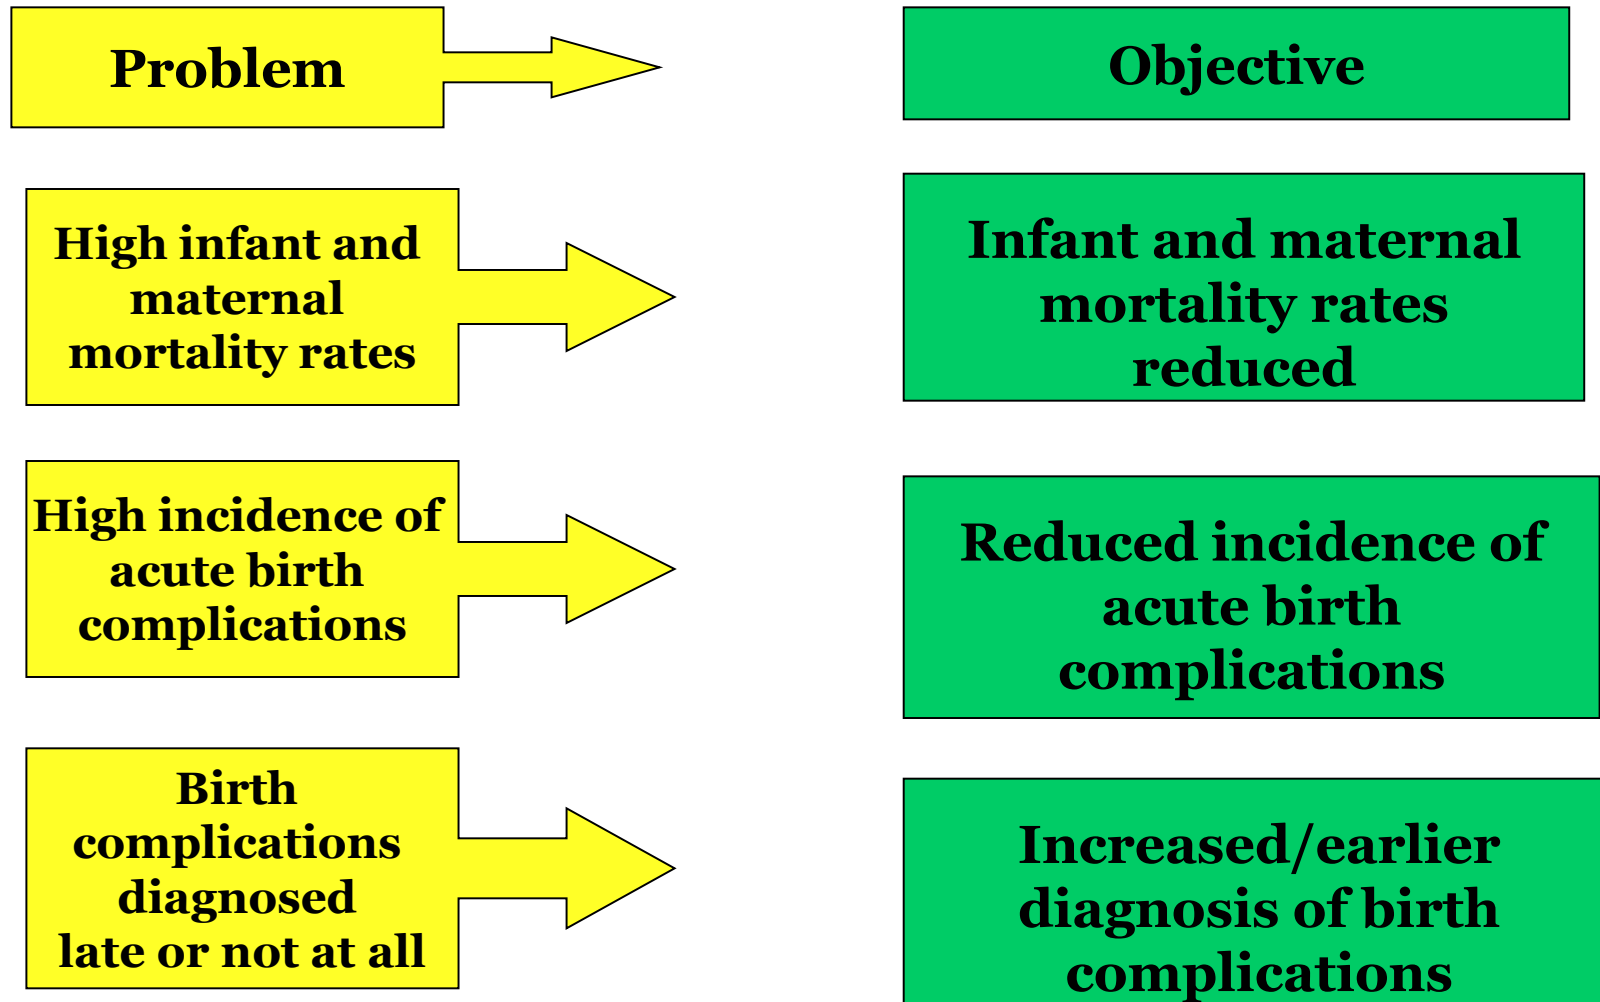 Problem
Objective
High infant and
maternal
mortality rates
Infant and maternal
mortality rates
reduced
High incidence of
acute birth
complications
Reduced incidence of
acute birth
complications
Birth
complications
diagnosed
late or not at all
Increased/earlier
diagnosis of birth
complications